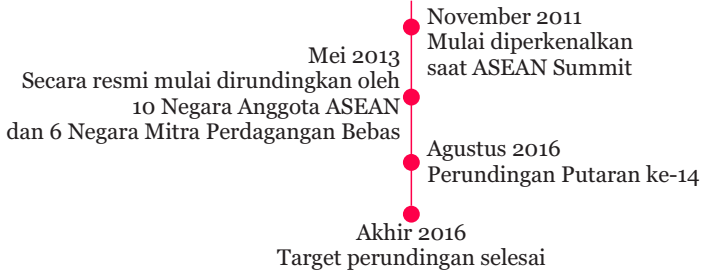 November 2011
Mulai diperkenalkan
saat ASEAN Summit
Mei 2013
Secara resmi mulai dirundingkan oleh
10 Negara Anggota ASEAN
dan 6 Negara Mitra Perdagangan Bebas
Agustus 2016
Perundingan Putaran ke-14
Akhir 2016
Target perundingan selesai